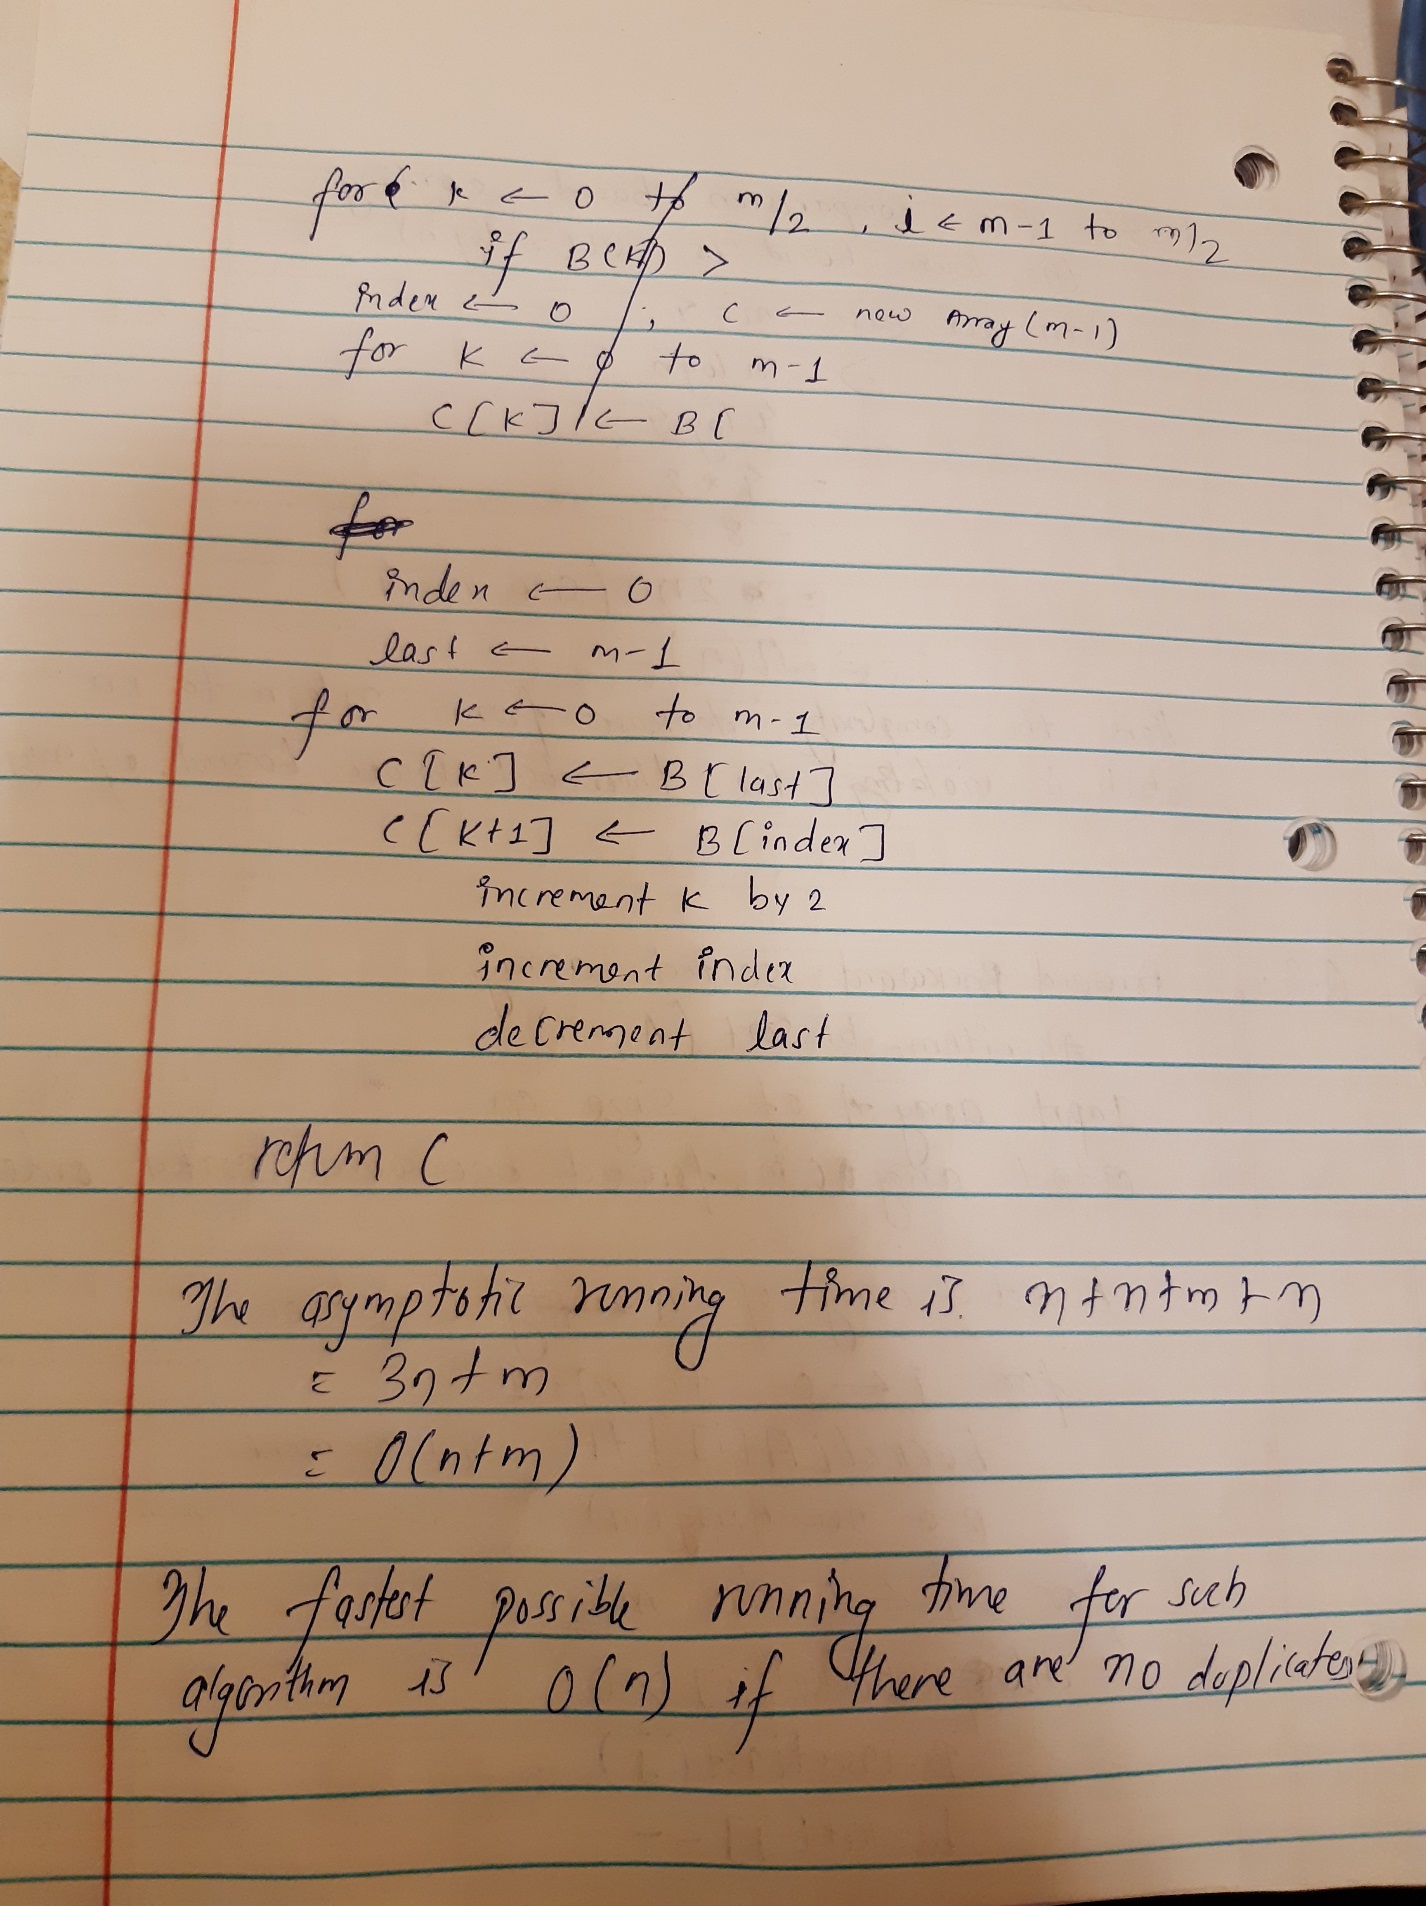 for k ← 0 to m/2 , i ← m-1 to m/2
if B(k) >
index ← 0 ; C ← new Array(m-1)
for k ← 0 to m-1
C[k] ← B[
for
index ← 0
last ← m-1
for k ← 0 to m-1
C[k] ← B[last]
C[k+1] ← B[index]
increment k by 2
increment index
decrement last
return C
The asymptotic running time is n+n+m+n
= 3n+m
= O(n+m)
The fastest possible running time for such
algorithm is O(n) if there are no duplicates